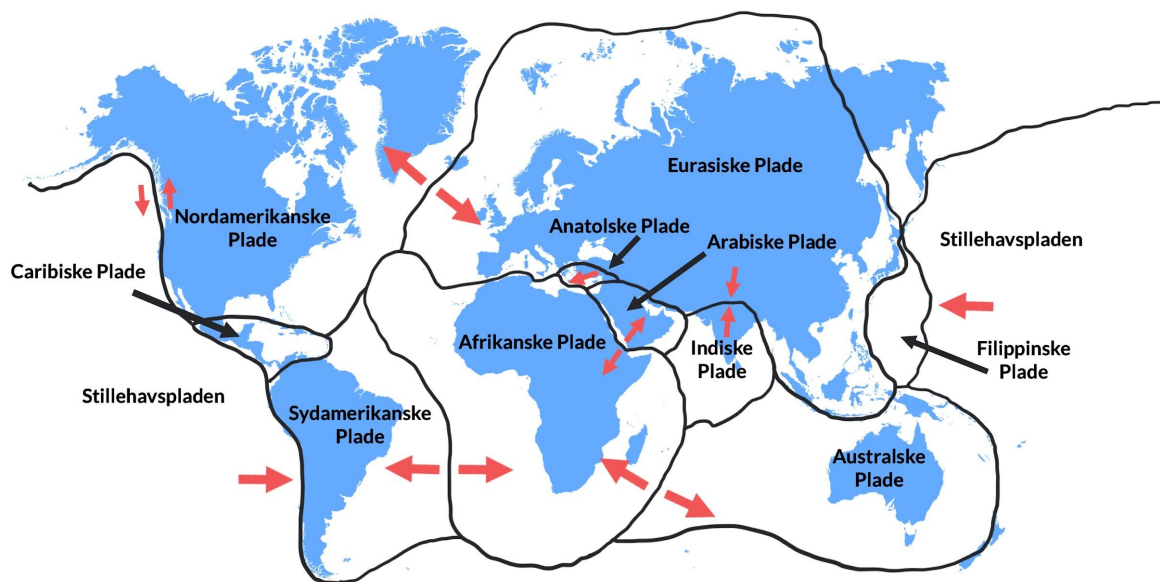 Eurasiske Plade
Nordamerikanske
Plade
Anatolske Plade
Arabiske Plade
Stillehavspladen
Caribiske Plade
Afrikanske Plade
Indiske
Plade
Filippinske
Plade
Stillehavspladen
Sydamerikanske
Plade
Australske
Plade